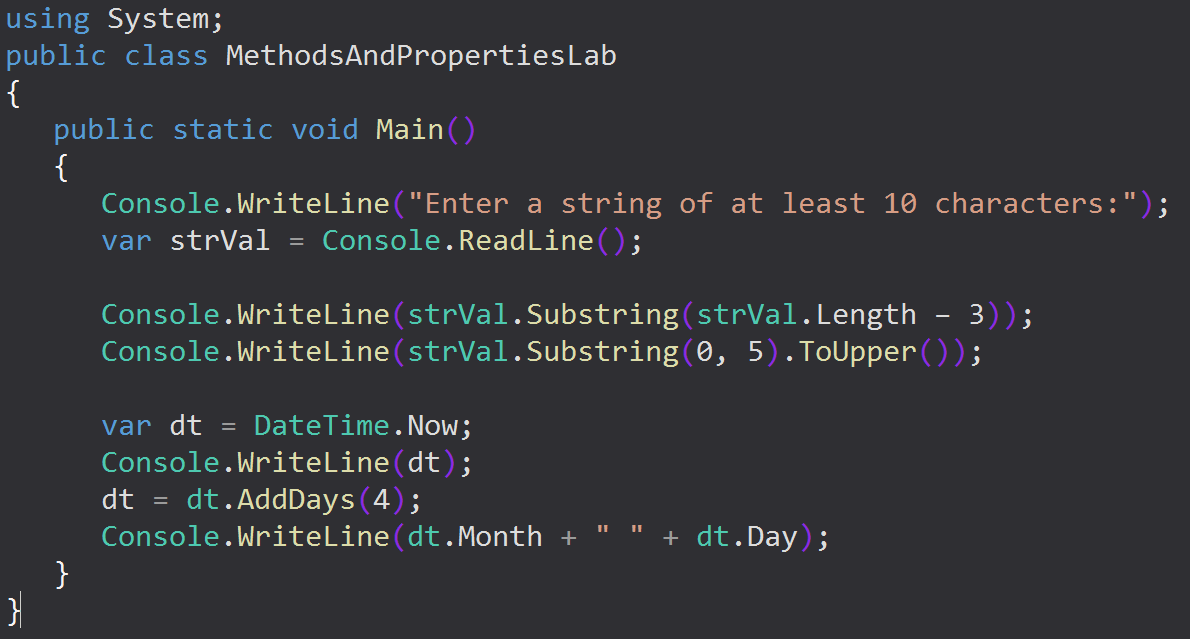 using System;
public class MethodsAndPropertiesLab
{
   public static void Main()
   {
      Console.WriteLine("Enter a string of at least 10 characters:");
      var strVal = Console.ReadLine();

      Console.WriteLine(strVal.Substring(strVal.Length – 3));
      Console.WriteLine(strVal.Substring(0, 5).ToUpper());

      var dt = DateTime.Now;
      Console.WriteLine(dt);
      dt = dt.AddDays(4);
      Console.WriteLine(dt.Month + " " + dt.Day);
   }
}